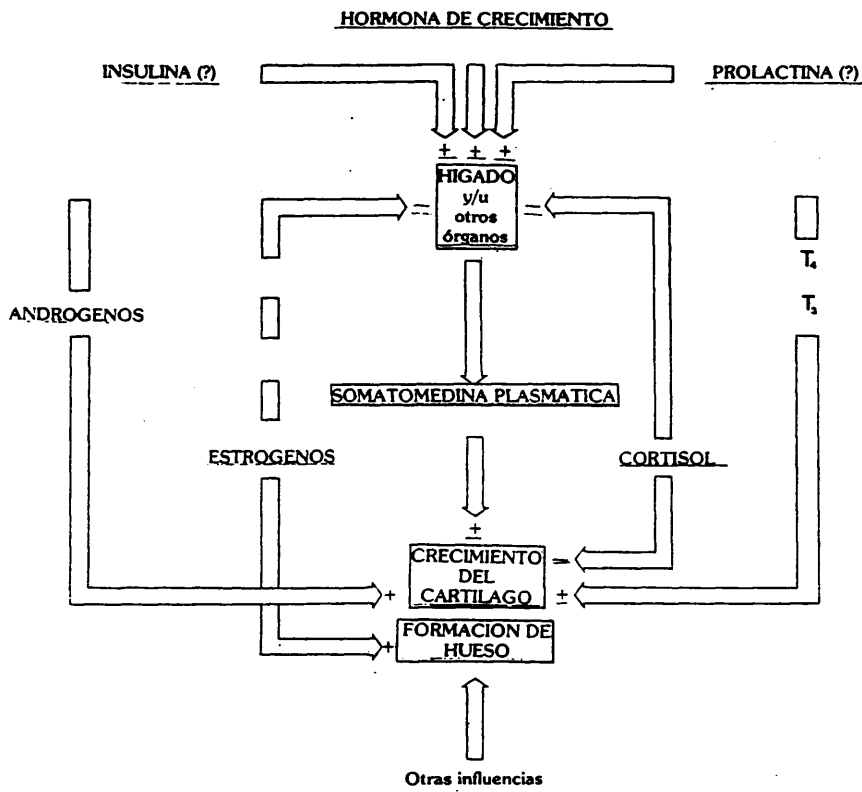 HORMONA DE CRECIMIENTO
INSULINA (?)
PROLACTINA (?)
+ + +
HIGADO
y/u
otros
órganos
T₄
T₃
ANDROGENOS
SOMATOMEDINA PLASMATICA
ESTROGENOS
CORTISOL
+
CRECIMIENTO
DEL
CARTILAGO
+
+
FORMACION DE
HUESO
+
Otras influencias